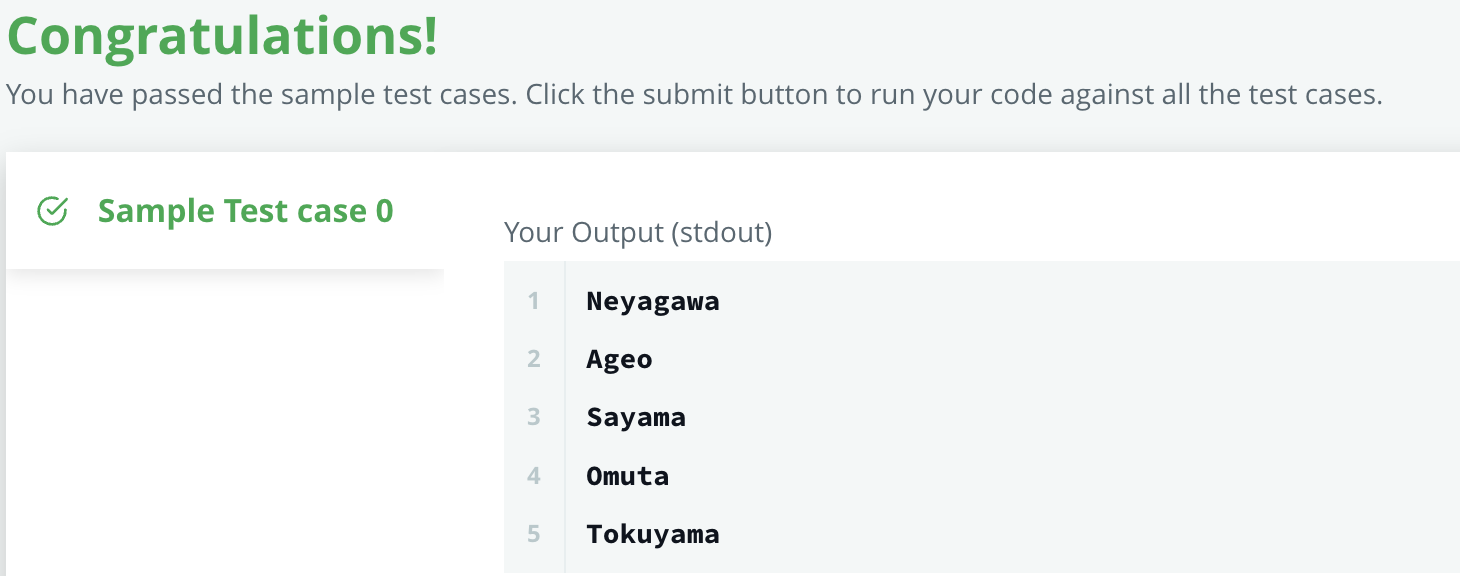 Congratulations!
You have passed the sample test cases. Click the submit button to run your code against all the test cases.
Sample Test case 0
Your Output (stdout)
1 Neyagawa
2 Ageo
3 Sayama
4 Omuta
5 Tokuyama